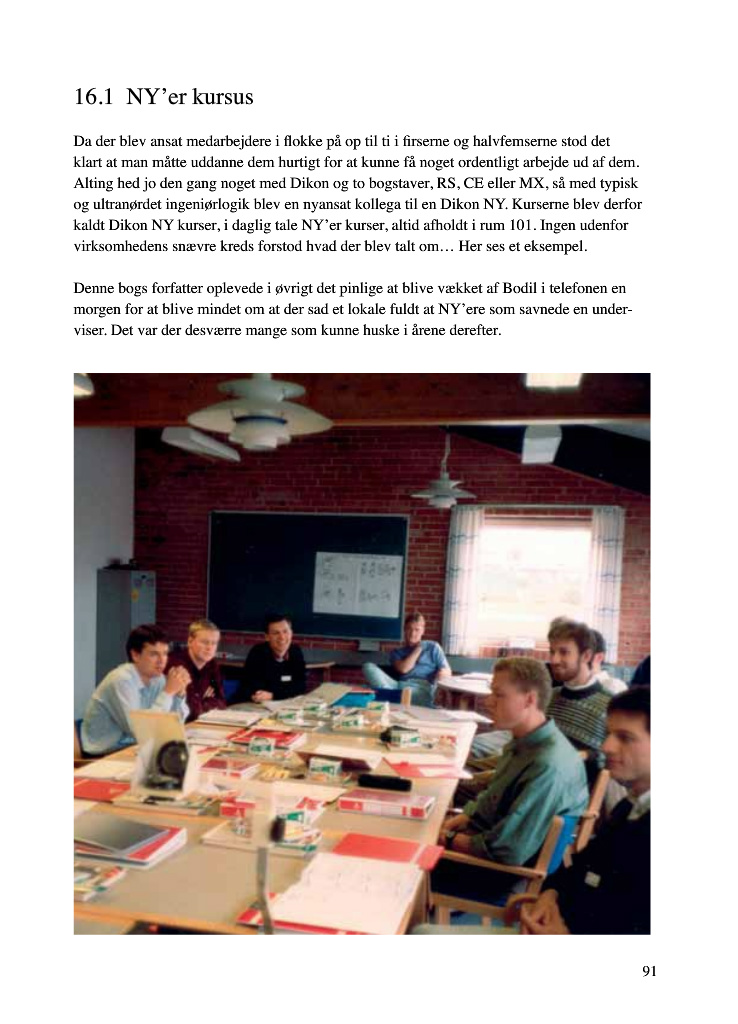 16.1 NY’er kursus
Da der blev ansat medarbejdere i flokke på op til ti i firserne og halvfemserne stod det
klart at man måtte uddanne dem hurtigt for at kunne få noget ordentligt arbejde ud af dem.
Alting hed jo den gang noget med Dikon og to bogstaver, RS, CE eller MX, så med typisk
og ultranørdet ingeniørlogik blev en nyansat kollega til en Dikon NY. Kurserne blev derfor
kaldt Dikon NY kurser, i daglig tale NY’er kurser, altid afholdt i rum 101. Ingen udenfor
virksomhedens snævre kreds forstod hvad der blev talt om… Her ses et eksempel.
Denne bogs forfatter oplevede i øvrigt det pinlige at blive vækket af Bodil i telefonen en
morgen for at blive mindet om at der sad et lokale fuldt at NY’ere som savnede en under-
viser. Det var der desværre mange som kunne huske i årene derefter.
91